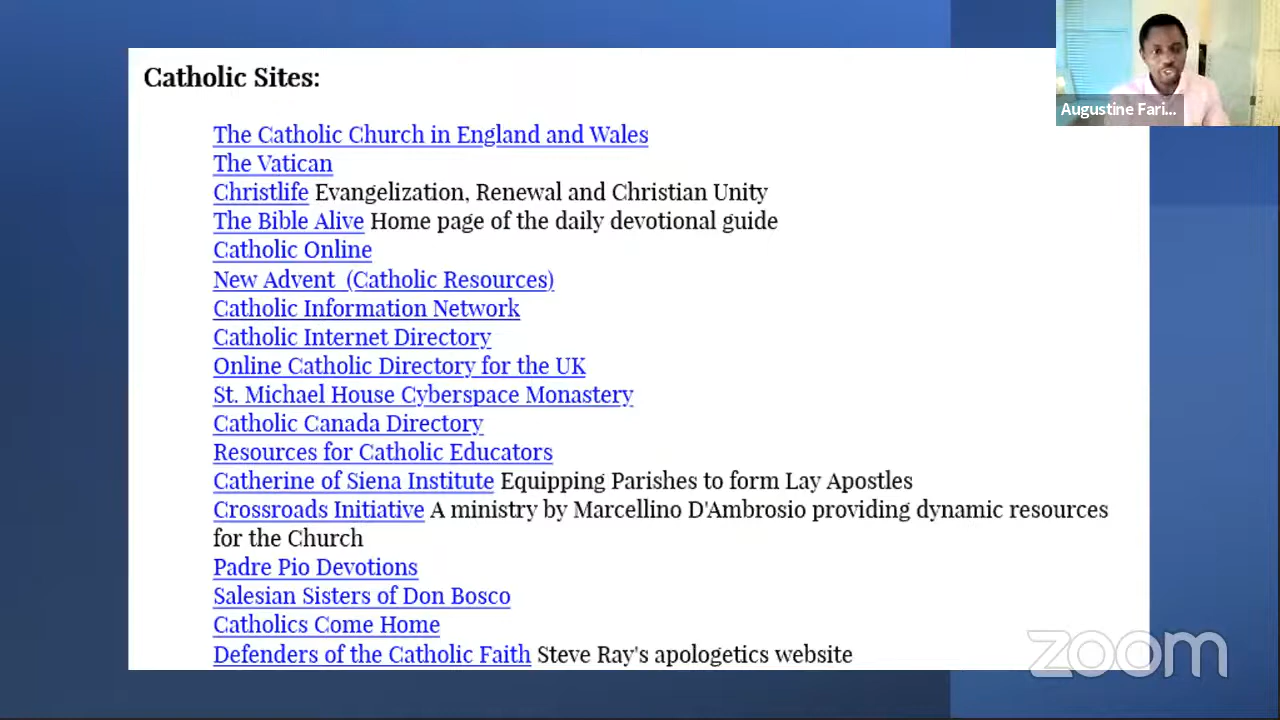 Catholic Sites:
Augustine Fari...
The Catholic Church in England and Wales
The Vatican
Christlife Evangelization, Renewal and Christian Unity
The Bible Alive Home page of the daily devotional guide
Catholic Online
New Advent (Catholic Resources)
Catholic Information Network
Catholic Internet Directory
Online Catholic Directory for the UK
St. Michael House Cyberspace Monastery
Catholic Canada Directory
Resources for Catholic Educators
Catherine of Siena Institute Equipping Parishes to form Lay Apostles
Crossroads Initiative A ministry by Marcellino D'Ambrosio providing dynamic resources
for the Church
Padre Pio Devotions
Salesian Sisters of Don Bosco
Catholics Come Home
Defenders of the Catholic Faith Steve Ray's apologetics website
zoom